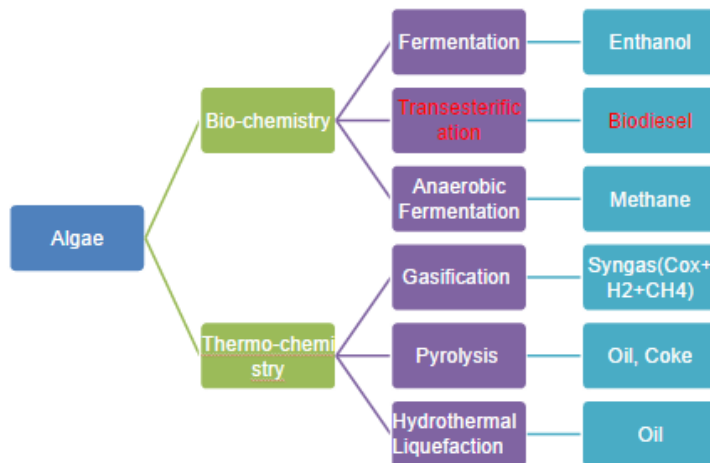 Fermentation
Enthanol
Bio-chemistry
Transesterific
ation
Biodiesel
Anaerobic
Fermentation
Methane
Algae
Gasification
Syngas(Cox+
H2+CH4)
Thermo-chemi
stry
Pyrolysis
Oil, Coke
Hydrothermal
Liquefaction
Oil